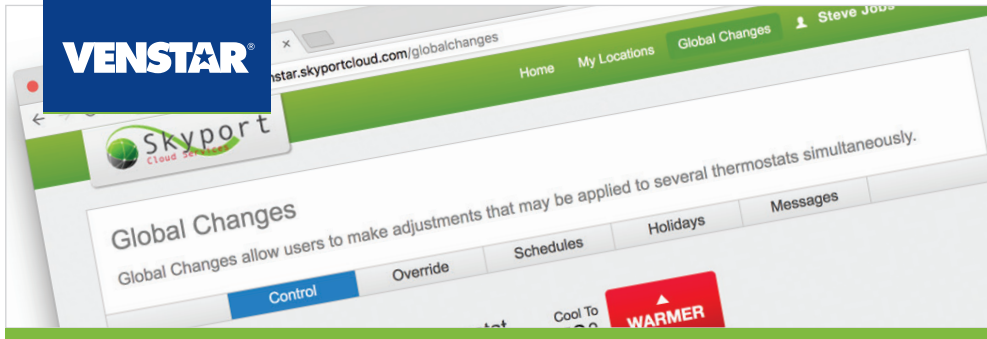 VENSTAR®
nstar.skyportcloud.com/globalchanges
Home My Locations Global Changes Steve Jobs
Skyport
Cloud Services
Global Changes
Global Changes allow users to make adjustments that may be applied to several thermostats simultaneously.
Control Override Schedules Holidays Messages
Cool To
WARMER